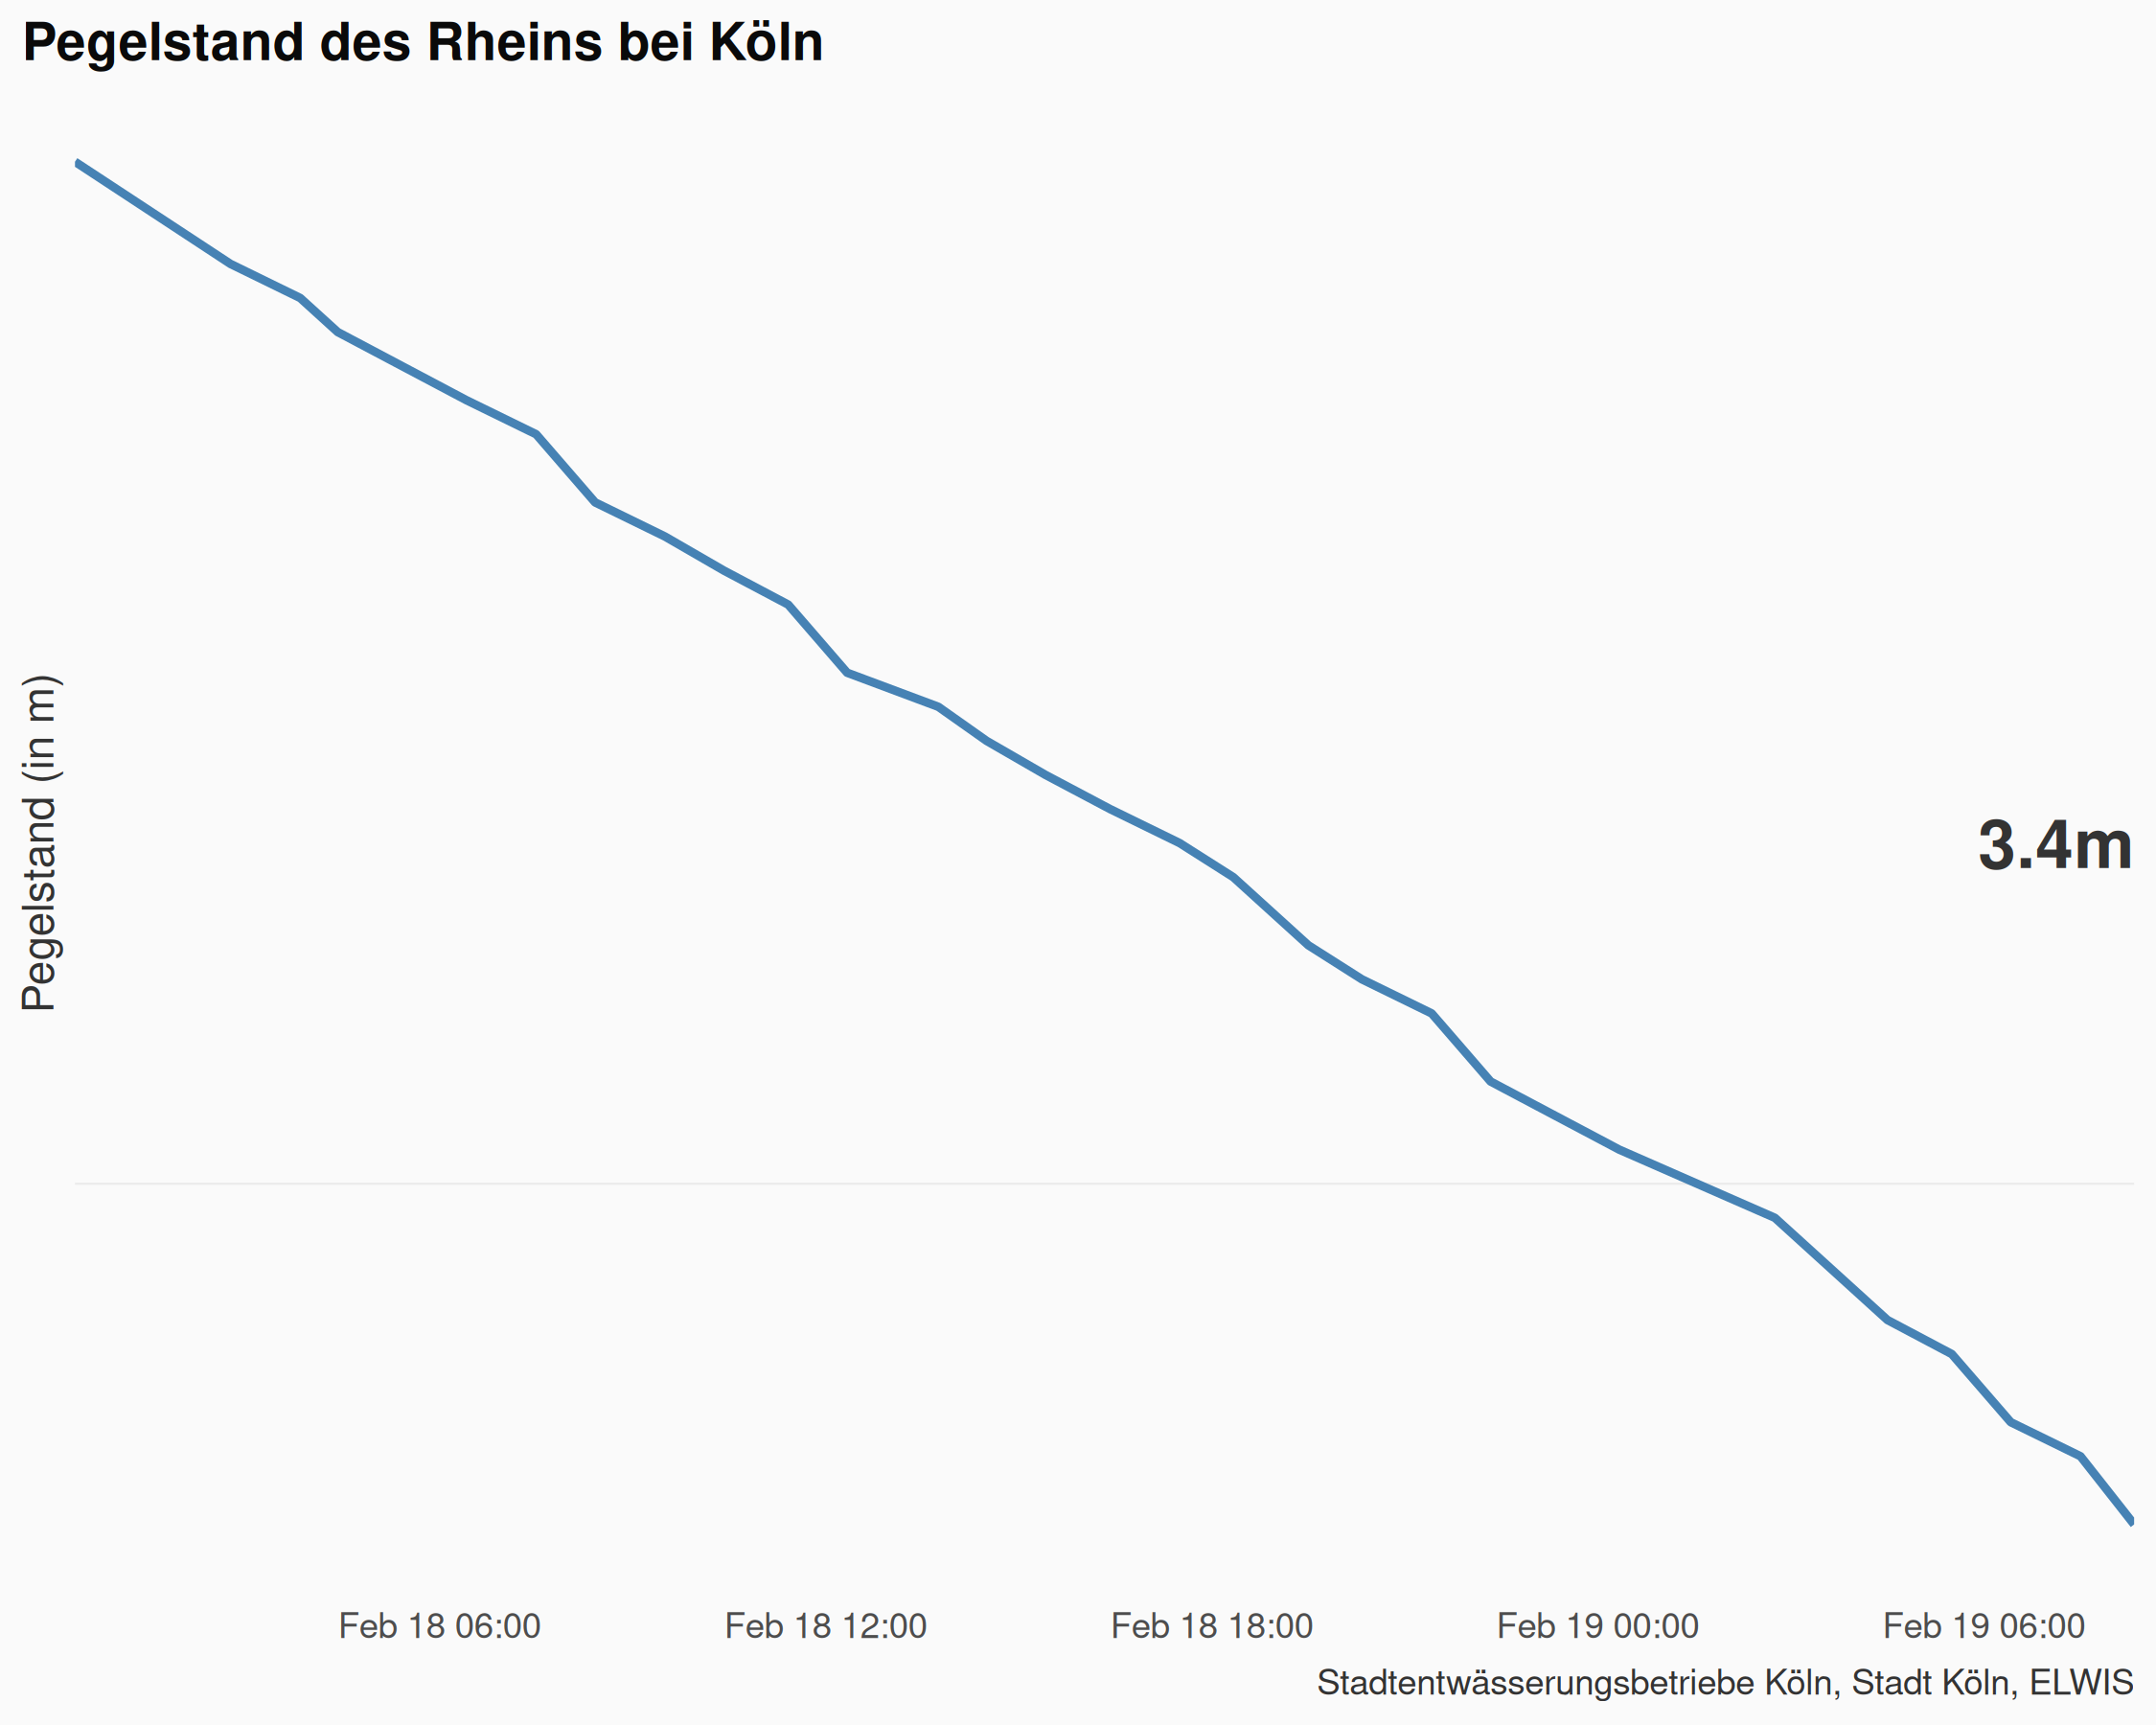 Pegelstand des Rheins bei Köln
Pegelstand (in m)
3.4m
Feb 18 06:00
Feb 18 12:00
Feb 18 18:00
Feb 19 00:00
Feb 19 06:00
Stadtentwässerungsbetriebe Köln, Stadt Köln, ELWIS